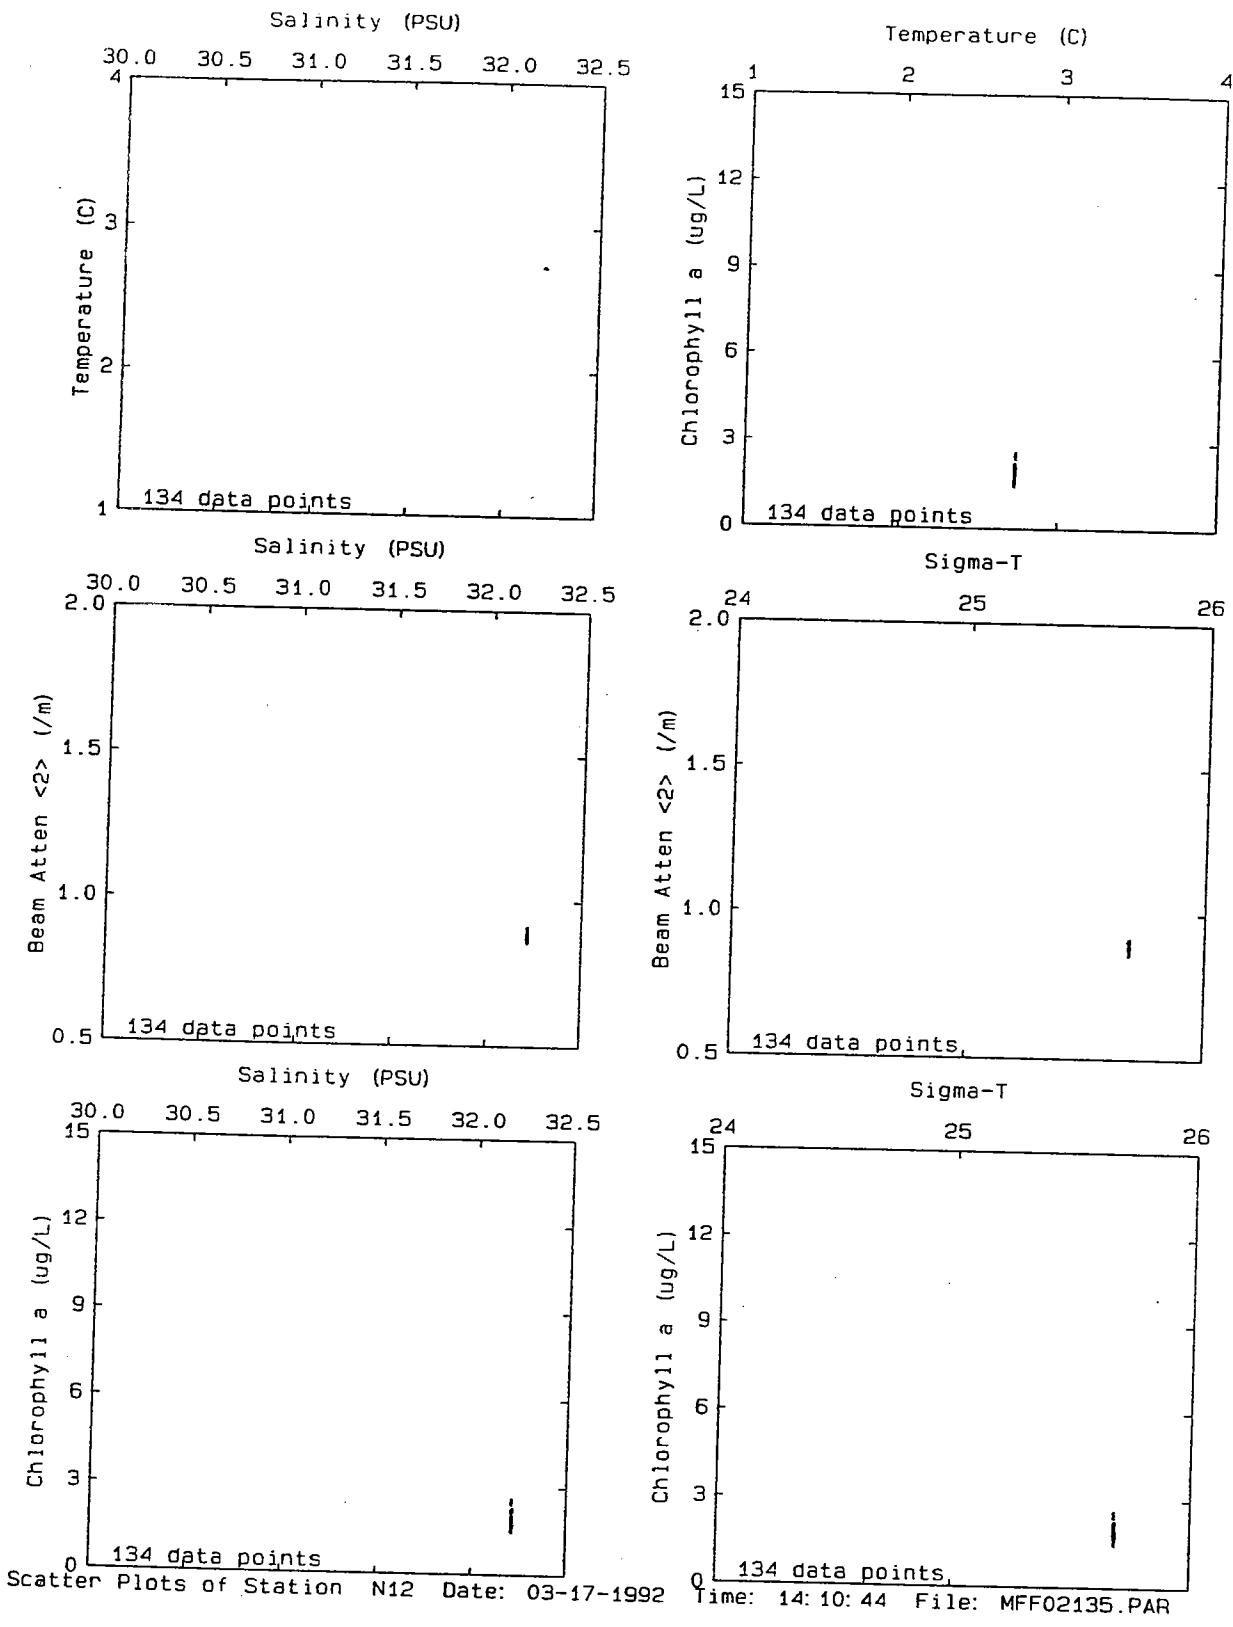 Salinity (PSU)
30.0 30.5 31.0 31.5 32.0 32.5
4
3
2
1
Temperature (C)
134 data points
Temperature (C)
1 2 3 4
15
12
9
6
3
0
Chlorophyll a (ug/L)
134 data points
Salinity (PSU)
30.0 30.5 31.0 31.5 32.0 32.5
2.0
1.5
1.0
0.5
Beam Atten <2> (/m)
134 data points
Sigma-T
24 25 26
2.0
1.5
1.0
0.5
Beam Atten <2> (/m)
134 data points
Salinity (PSU)
30.0 30.5 31.0 31.5 32.0 32.5
15
12
9
6
3
0
Chlorophyll a (ug/L)
134 data points
Sigma-T
24 25 26
15
12
9
6
3
0
Chlorophyll a (ug/L)
134 data points
Scatter Plots of Station N12 Date: 03-17-1992 Time: 14:10:44 File: MFF02135.PAR